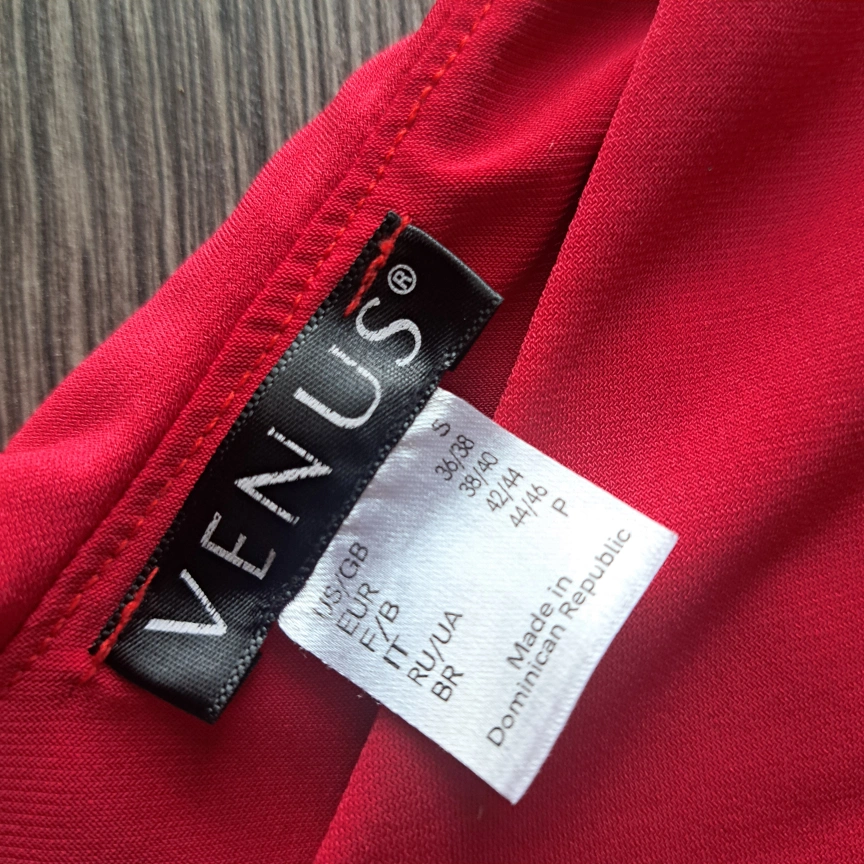 VENUS®
US/GB S
EUR 36/38
F/B 38/40
IT 42/44
RU/UA 44/46
BR P
Made in
Dominican Republic